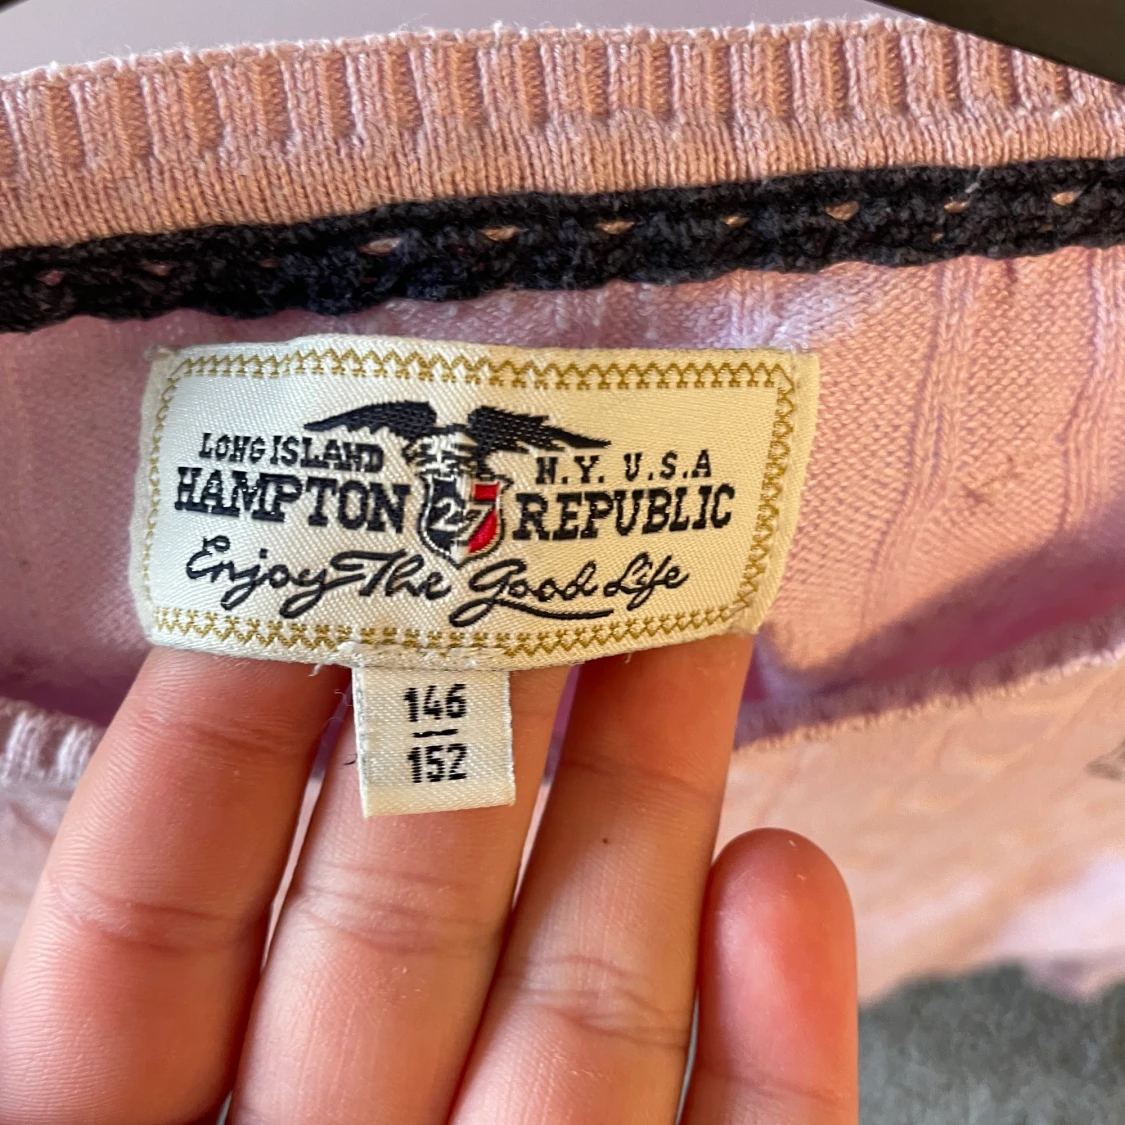 LONG ISLAND N.Y. U.S.A
HAMPTON 27 REPUBLIC
Enjoy The Good Life
146
152